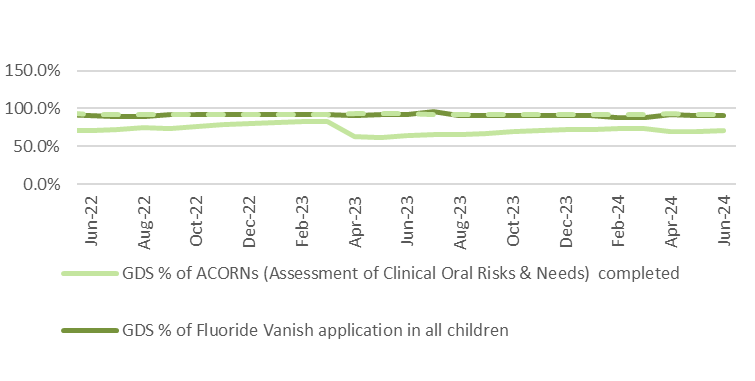 150.0%
100.0%
50.0%
0.0%
Jun-22
Aug-22
Oct-22
Dec-22
Feb-23
Apr-23
Jun-23
Aug-23
Oct-23
Dec-23
Feb-24
Apr-24
Jun-24
GDS % of ACORNs (Assessment of Clinical Oral Risks & Needs) completed
GDS % of Fluoride Vanish application in all children